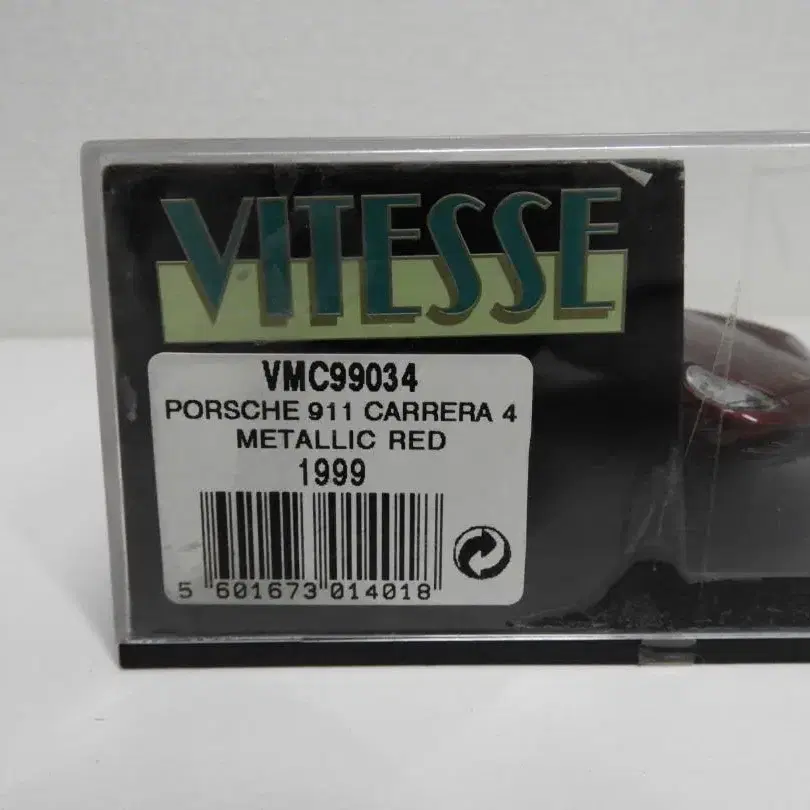 VITESSE
VMC99034
PORSCHE 911 CARRERA 4
METALLIC RED
1999
5 601673 014018